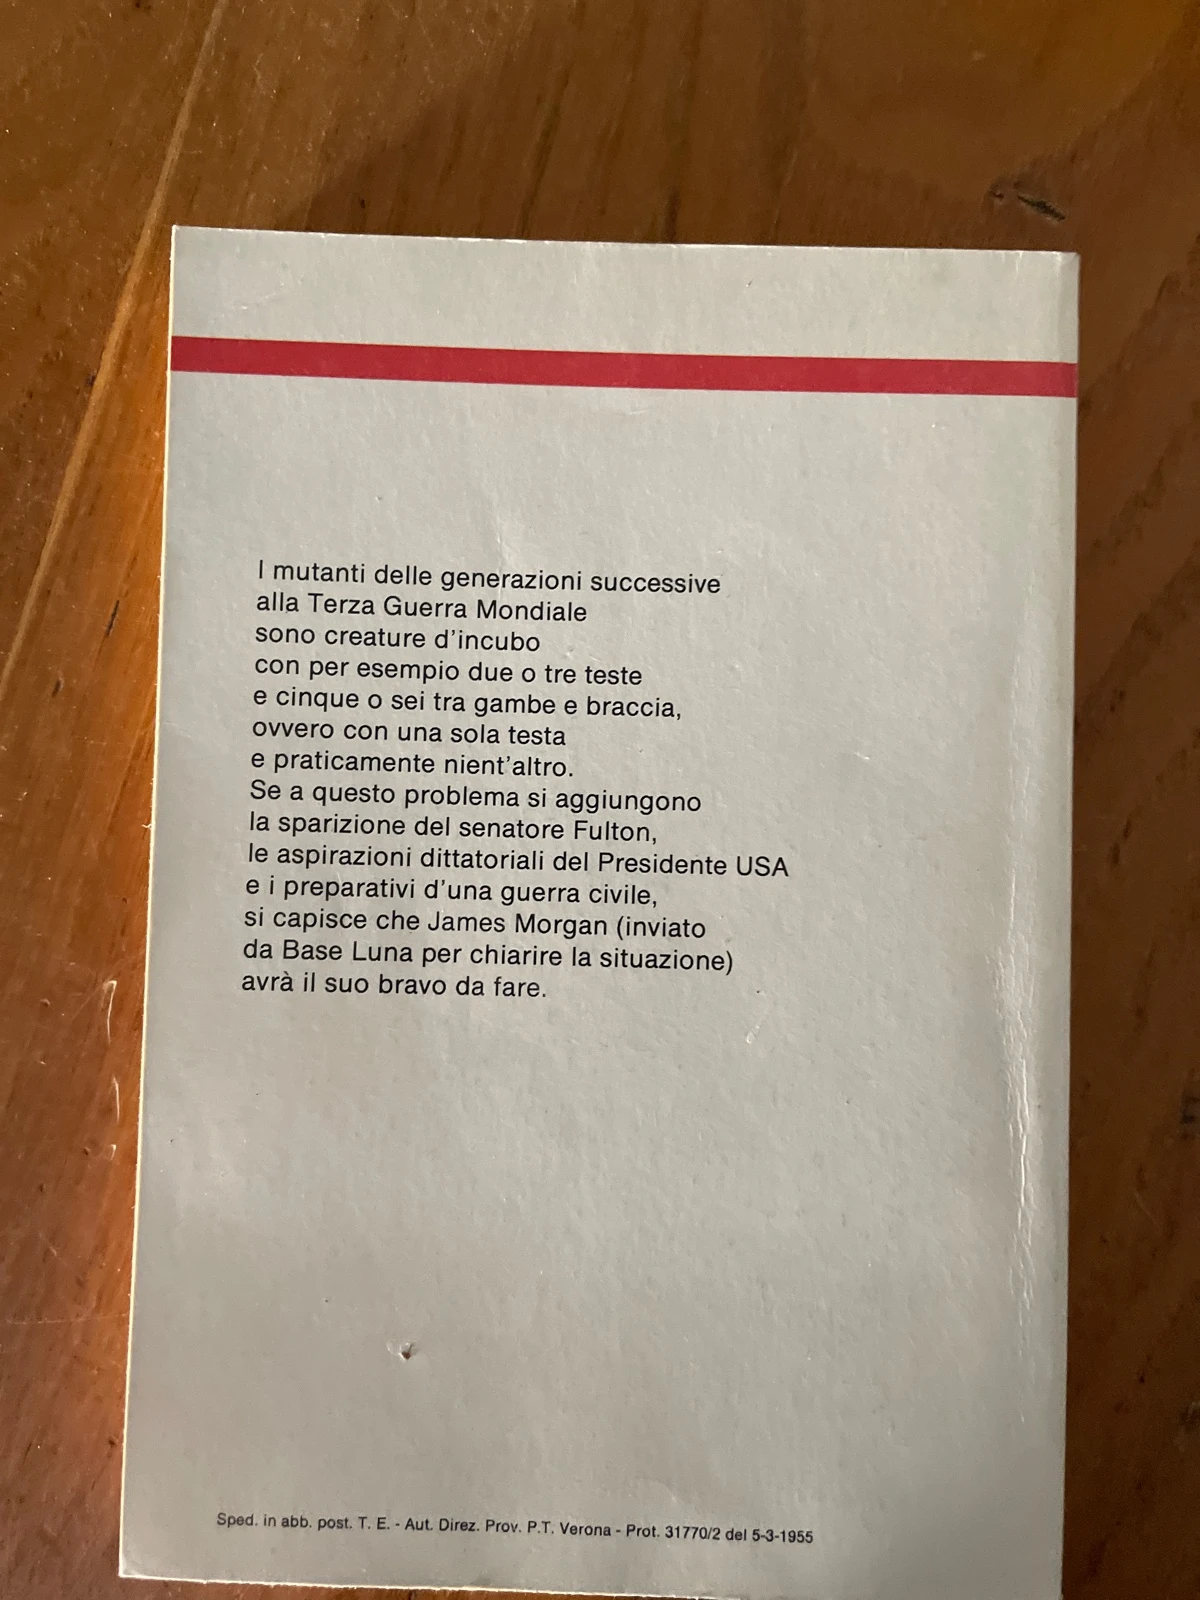 I mutanti delle generazioni successive
alla Terza Guerra Mondiale
sono creature d'incubo
con per esempio due o tre teste
e cinque o sei tra gambe e braccia,
ovvero con una sola testa
e praticamente nient'altro.
Se a questo problema si aggiungono
la sparizione del senatore Fulton,
le aspirazioni dittatoriali del Presidente USA
e i preparativi d'una guerra civile,
si capisce che James Morgan (inviato
da Base Luna per chiarire la situazione)
avrà il suo bravo da fare.
Sped. in abb. post. T. E. - Aut. Direz. Prov. P.T. Verona - Prot. 31770/2 del 5-3-1955